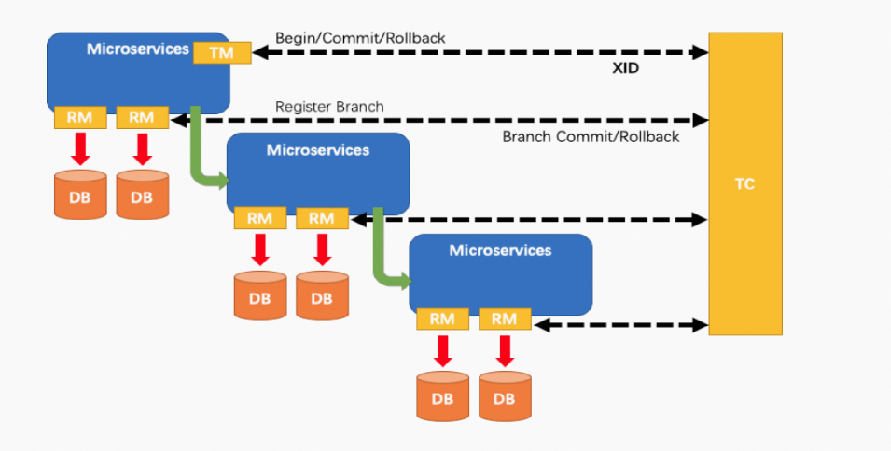 Begin/Commit/Rollback
Microservices
TM
XID
Register Branch
RM
RM
Branch Commit/Rollback
Microservices
TC
DB
DB
RM
RM
Microservices
DB
DB
RM
RM
DB
DB